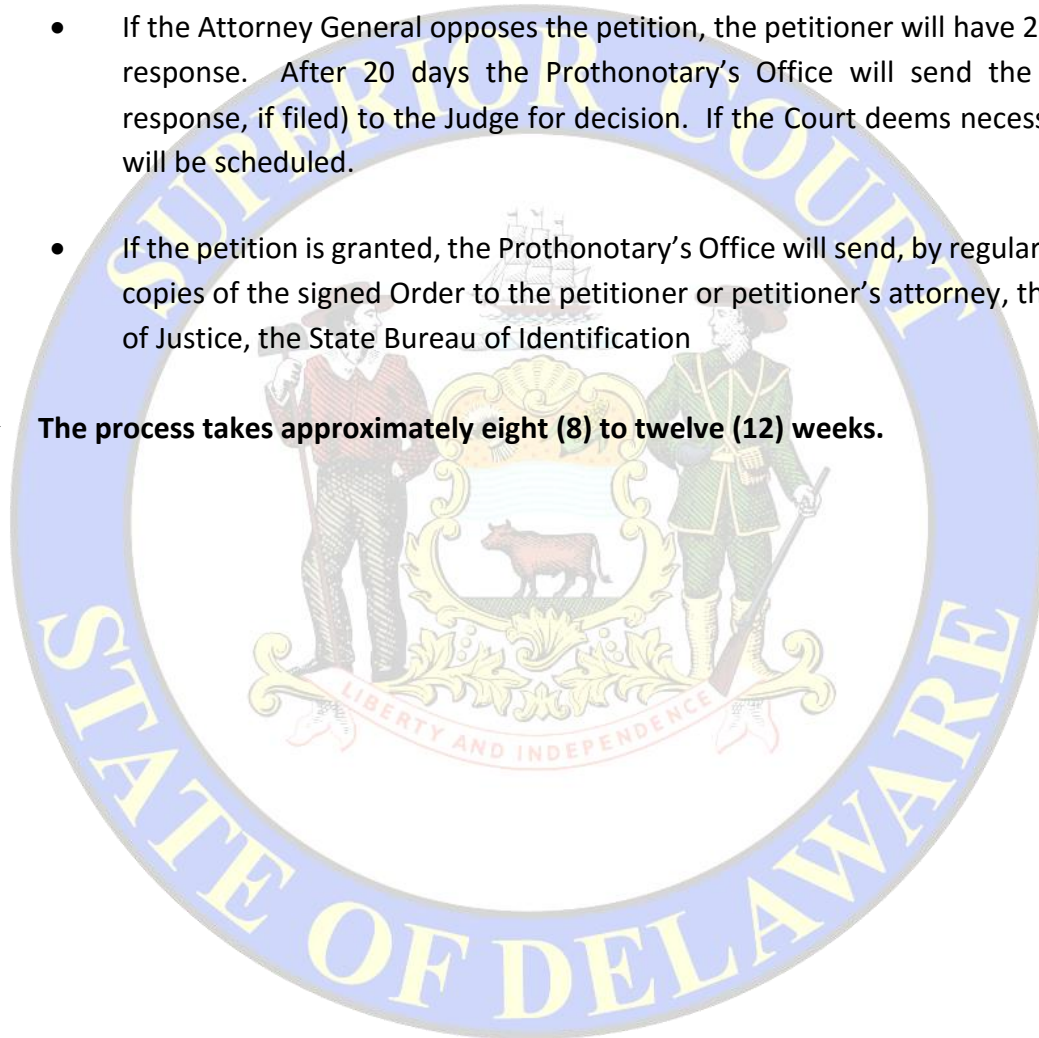 • If the Attorney General opposes the petition, the petitioner will have 2
response. After 20 days the Prothonotary’s Office will send the
response, if filed) to the Judge for decision. If the Court deems necess
will be scheduled.
• If the petition is granted, the Prothonotary’s Office will send, by regular
copies of the signed Order to the petitioner or petitioner’s attorney, th
of Justice, the State Bureau of Identification
The process takes approximately eight (8) to twelve (12) weeks.
SUPERIOR COURT
LIBERTY AND INDEPENDENCE
STATE OF DELAWARE